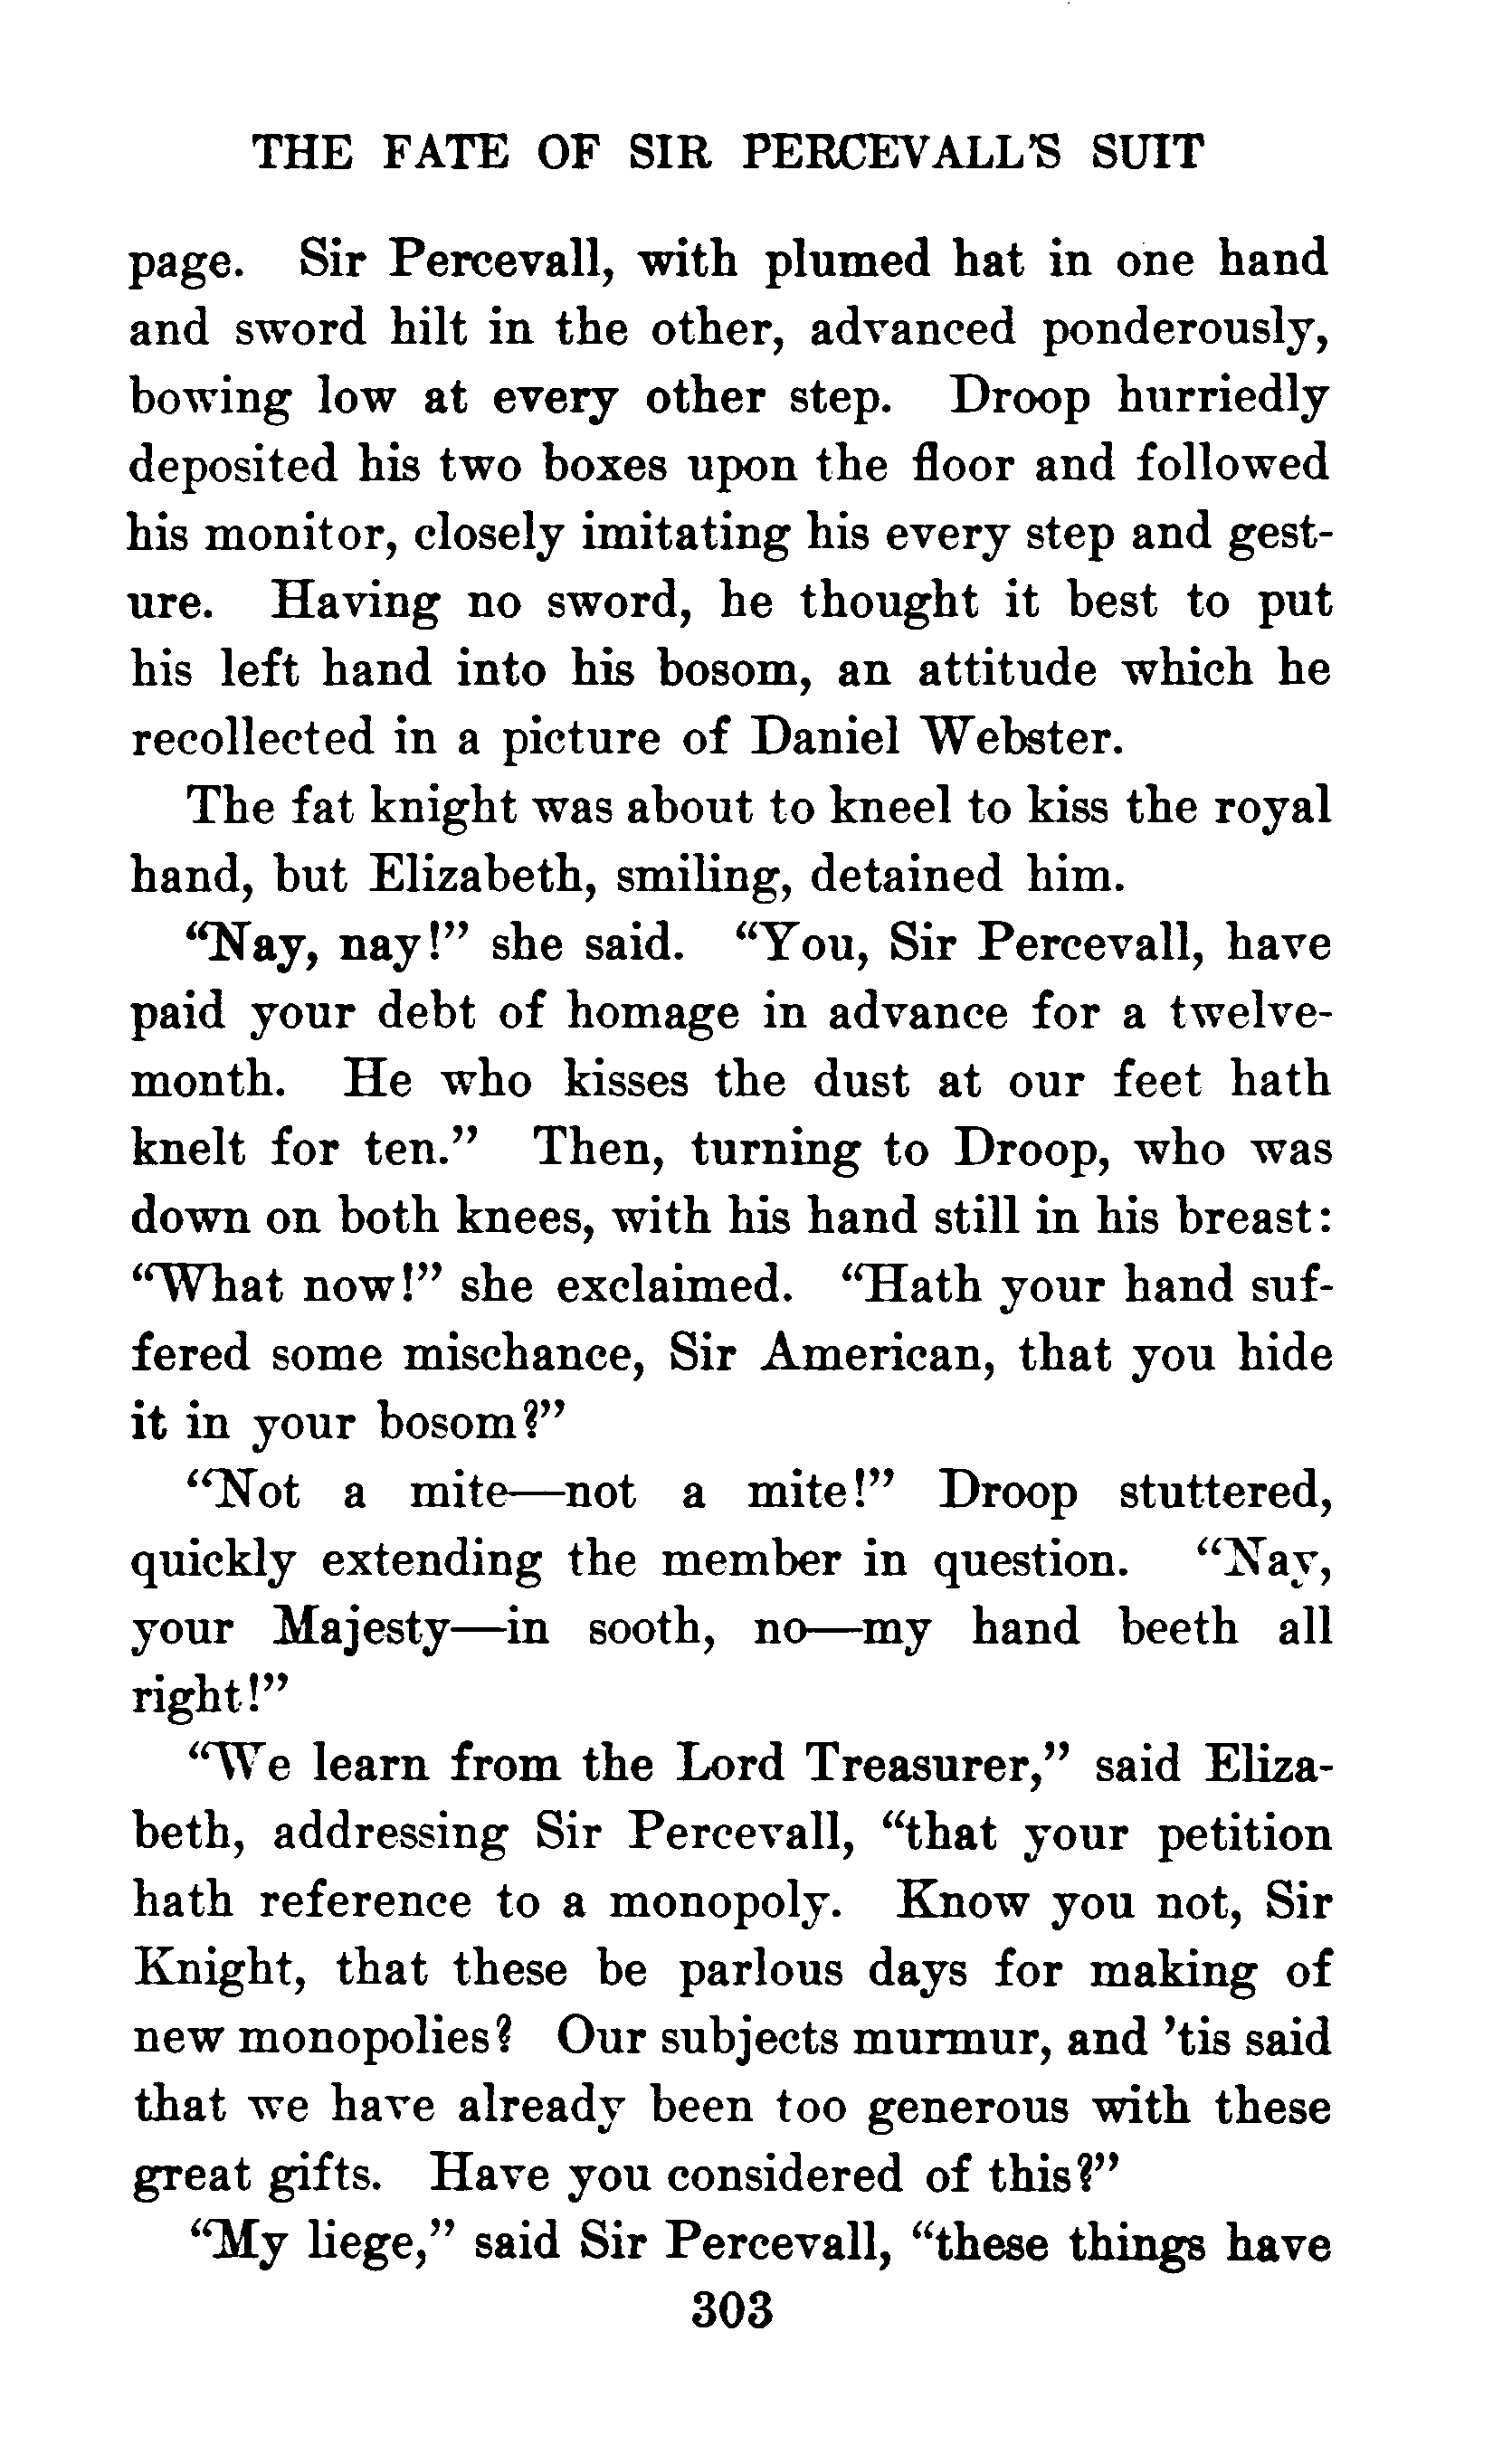 THE FATE OF SIR PERCEVALL'S SUIT
page. Sir Percevall, with plumed hat in one hand
and sword hilt in the other, advanced ponderously,
bowing low at every other step. Droop hurriedly
deposited his two boxes upon the floor and followed
his monitor, closely imitating his every step and gest-
ure. Having no sword, he thought it best to put
his left hand into his bosom, an attitude which he
recollected in a picture of Daniel Webster.
The fat knight was about to kneel to kiss the royal
hand, but Elizabeth, smiling, detained him.
“Nay, nay!” she said. “You, Sir Percevall, have
paid your debt of homage in advance for a twelve-
month. He who kisses the dust at our feet hath
knelt for ten.” Then, turning to Droop, who was
down on both knees, with his hand still in his breast:
“What now!” she exclaimed. “Hath your hand suf-
fered some mischance, Sir American, that you hide
it in your bosom?”
“Not a mite—not a mite!” Droop stuttered,
quickly extending the member in question. “Nay,
your Majesty—in sooth, no—my hand beeth all
right!”
“We learn from the Lord Treasurer,” said Eliza-
beth, addressing Sir Percevall, “that your petition
hath reference to a monopoly. Know you not, Sir
Knight, that these be parlous days for making of
new monopolies? Our subjects murmur, and ’tis said
that we have already been too generous with these
great gifts. Have you considered of this?”
“My liege,” said Sir Percevall, “these things have
303